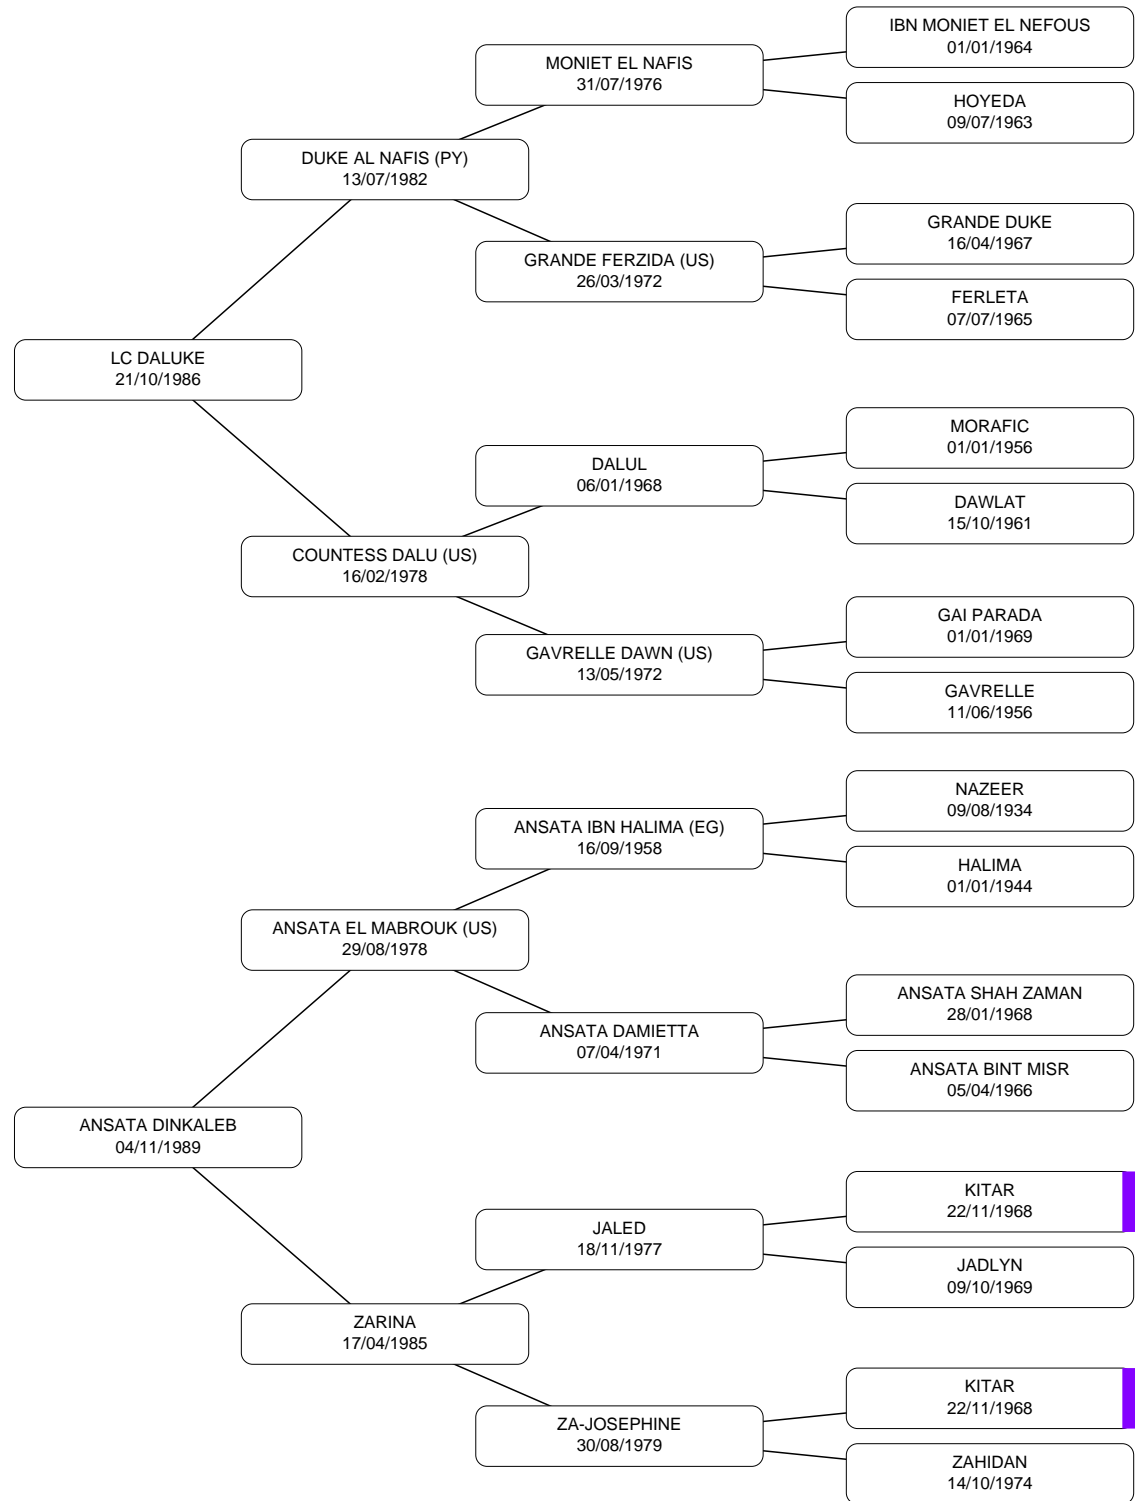 IBN MONIET EL NEFOUS
01/01/1964
MONIET EL NAFIS
31/07/1976
HOYEDA
09/07/1963
DUKE AL NAFIS (PY)
13/07/1982
GRANDE DUKE
16/04/1967
GRANDE FERZIDA (US)
26/03/1972
FERLETA
07/07/1965
LC DALUKE
21/10/1986
MORAFIC
01/01/1956
DALUL
06/01/1968
DAWLAT
15/10/1961
COUNTESS DALU (US)
16/02/1978
GAI PARADA
01/01/1969
GAVRELLE DAWN (US)
13/05/1972
GAVRELLE
11/06/1956
NAZEER
09/08/1934
ANSATA IBN HALIMA (EG)
16/09/1958
HALIMA
01/01/1944
ANSATA EL MABROUK (US)
29/08/1978
ANSATA SHAH ZAMAN
28/01/1968
ANSATA DAMIETTA
07/04/1971
ANSATA BINT MISR
05/04/1966
ANSATA DINKALEB
04/11/1989
KITAR
22/11/1968
JALED
18/11/1977
JADLYN
09/10/1969
ZARINA
17/04/1985
KITAR
22/11/1968
ZA-JOSEPHINE
30/08/1979
ZAHIDAN
14/10/1974